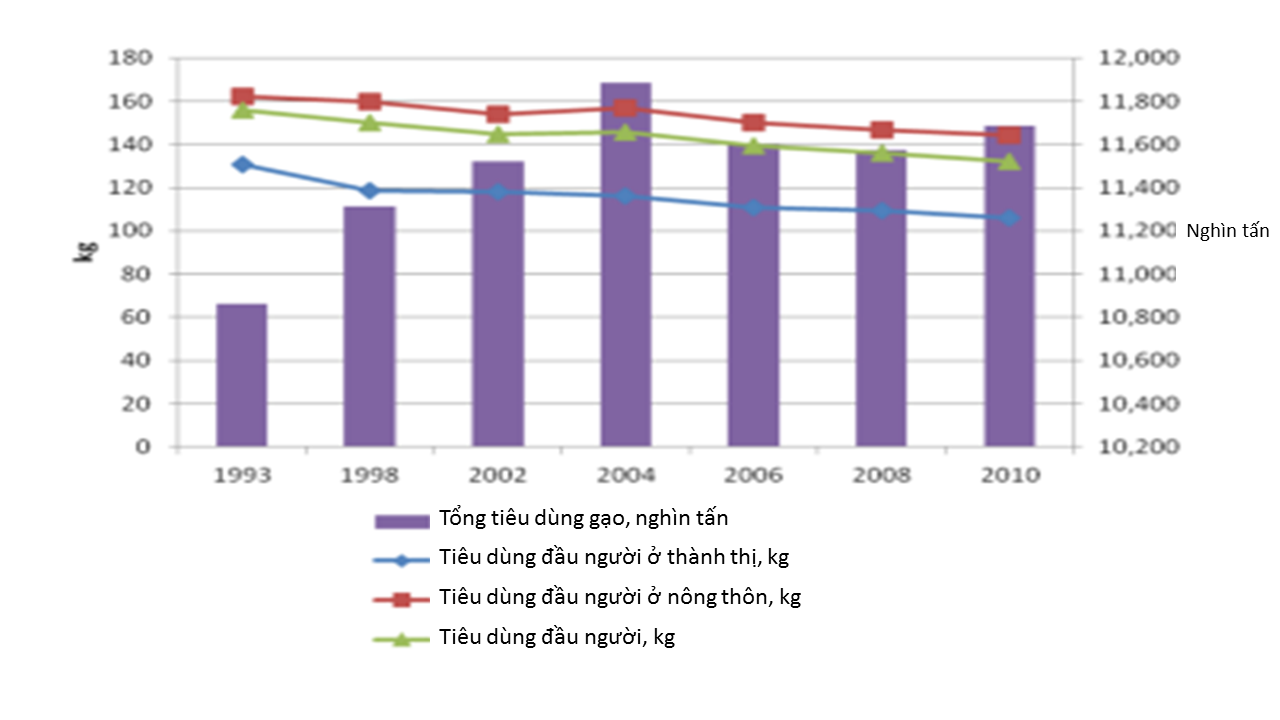 180
160
140
120
100
80
60
40
20
0
kg
12,000
11,800
11,600
11,400
11,200
11,000
10,800
10,600
10,400
10,200
Nghìn tấn
1993 1998 2002 2004 2006 2008 2010
Tổng tiêu dùng gạo, nghìn tấn
Tiêu dùng đầu người ở thành thị, kg
Tiêu dùng đầu người ở nông thôn, kg
Tiêu dùng đầu người, kg